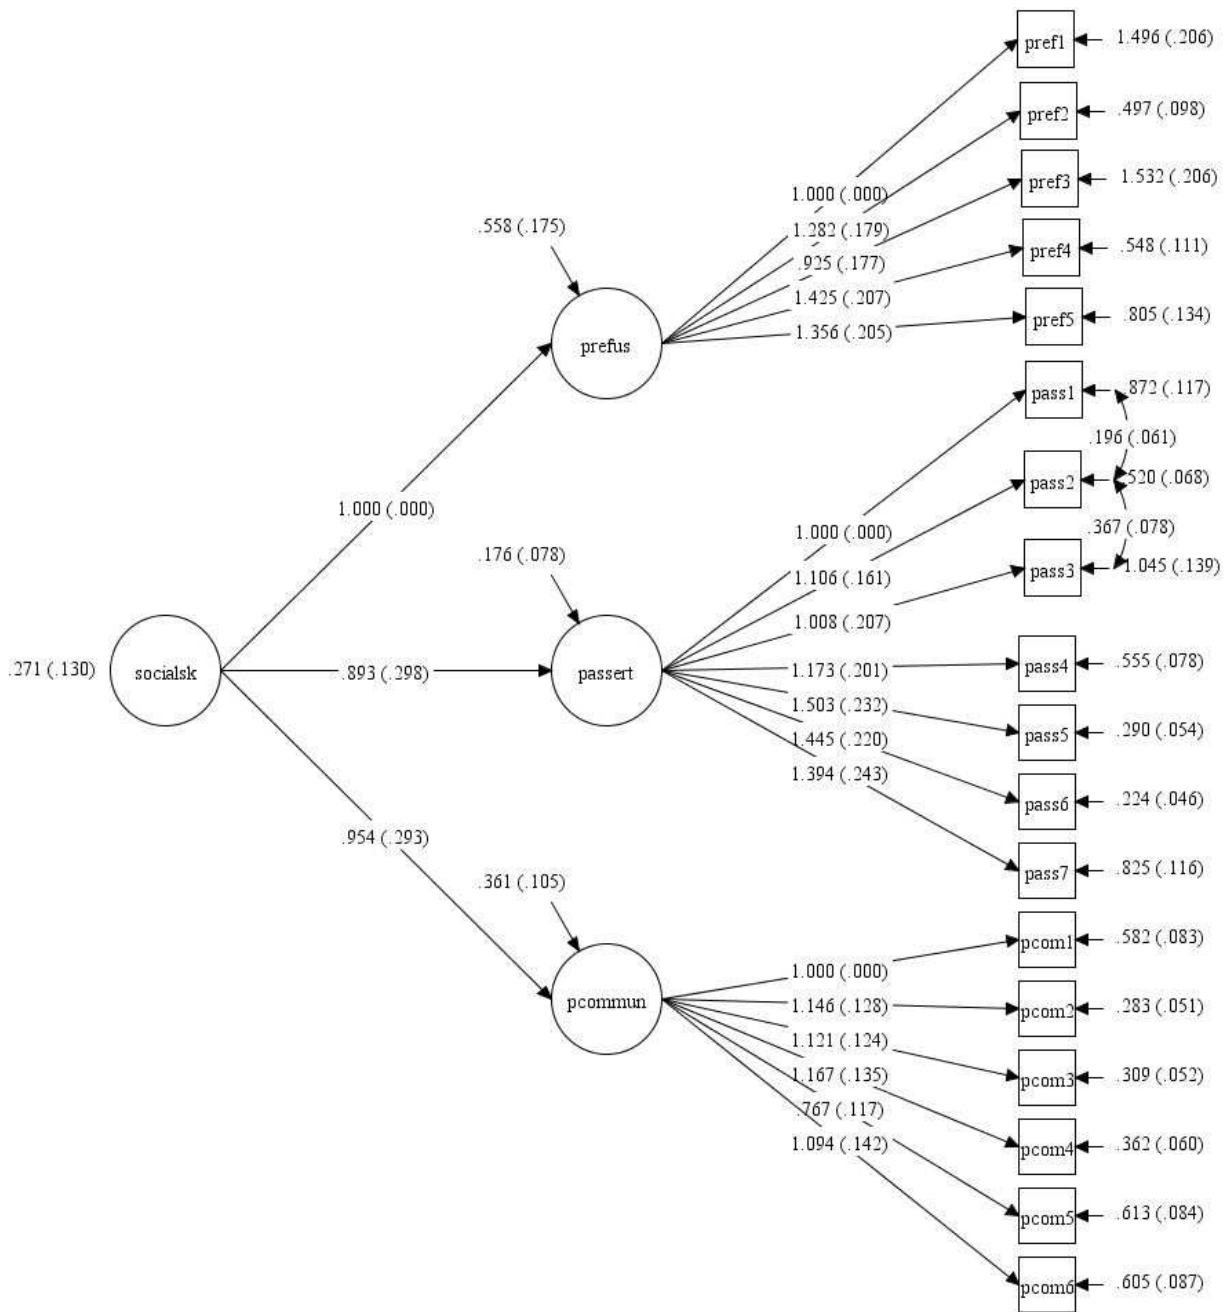 pref1
1.496 (.206)
pref2
.497 (.098)
pref3
1.532 (.206)
1.000 (.000)
.558 (.175)
1.282 (.179)
pref4
.548 (.111)
.925 (.177)
1.425 (.207)
pref5
.805 (.134)
1.356 (.205)
prefus
pass1
.872 (.117)
.196 (.061)
pass2
.520 (.068)
1.000 (.000)
.367 (.078)
1.000 (.000)
.176 (.078)
pass3
1.045 (.139)
1.106 (.161)
1.008 (.207)
pass4
.555 (.078)
.271 (.130)
socialsk
.893 (.298)
passert
1.173 (.201)
1.503 (.232)
pass5
.290 (.054)
1.445 (.220)
1.394 (.243)
pass6
.224 (.046)
.954 (.293)
pass7
.825 (.116)
.361 (.105)
pcom1
.582 (.083)
1.000 (.000)
pcommun
1.146 (.128)
pcom2
.283 (.051)
1.121 (.124)
1.167 (.135)
pcom3
.309 (.052)
.767 (.117)
1.094 (.142)
pcom4
.362 (.060)
pcom5
.613 (.084)
pcom6
.605 (.087)